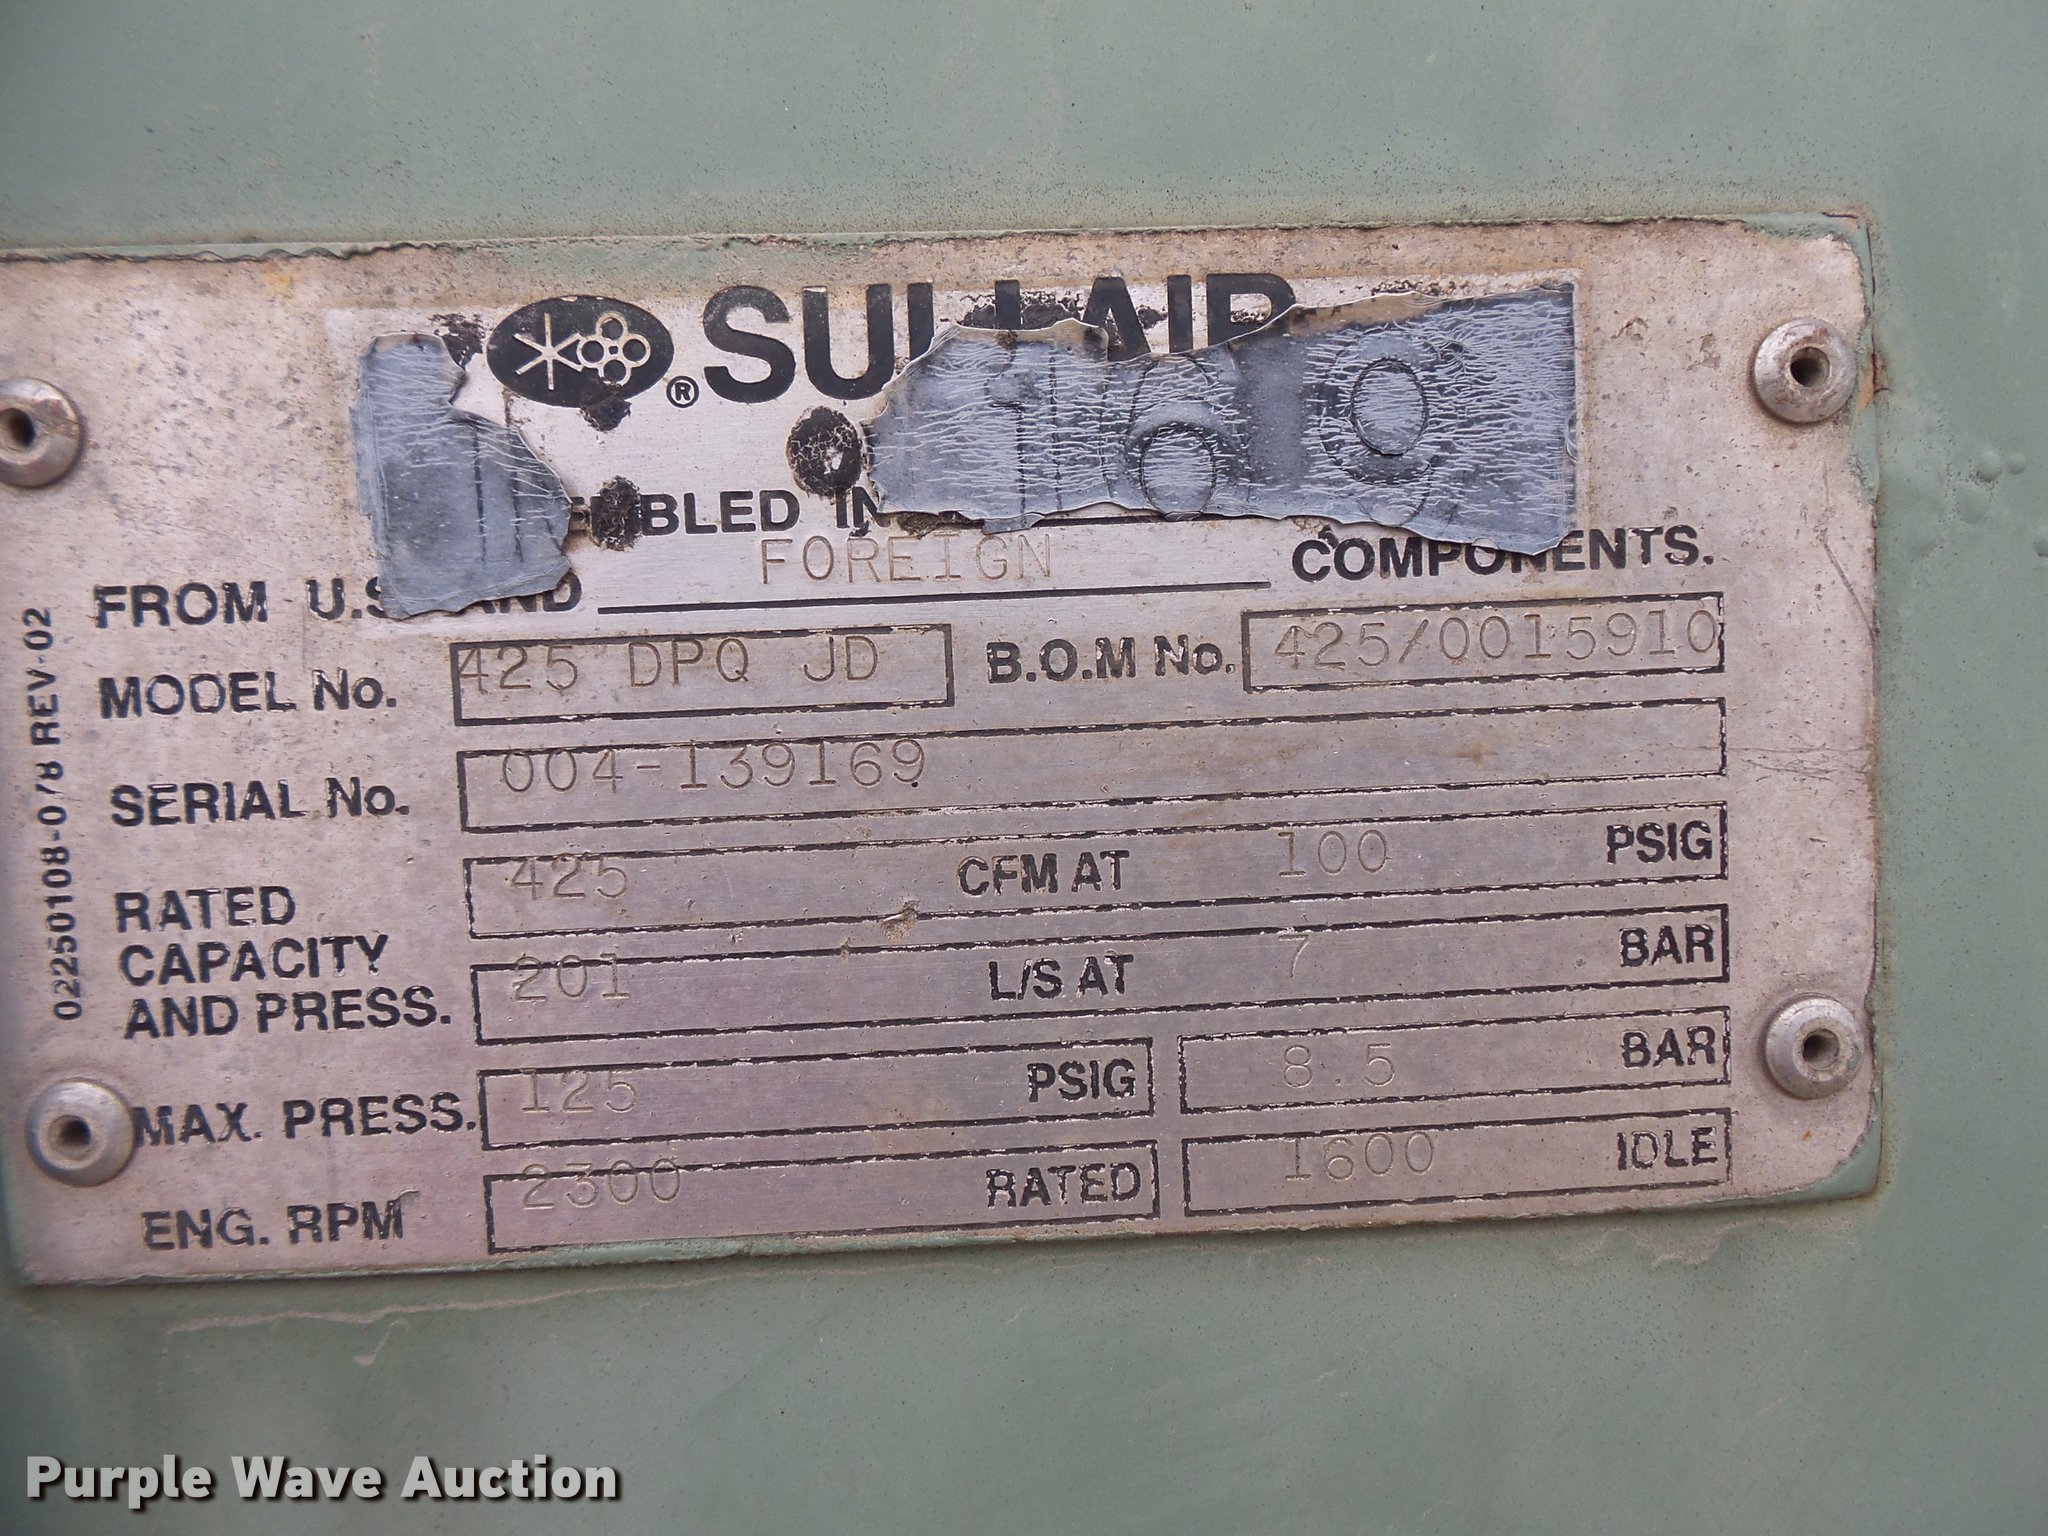 ® SULLAIR
169
EMBLED IN
FROM U.S. AND FOREIGN COMPONENTS.
MODEL No. 425 DPQ JD B.O.M No. 425/0015910
SERIAL No. 004-139169
RATED CAPACITY AND PRESS.
425 CFM AT 100 PSIG
201 L/S AT 7 BAR
MAX. PRESS. 125 PSIG 8.5 BAR
ENG. RPM 2300 RATED 1600 IDLE
02250108-078 REV-02
Purple Wave Auction